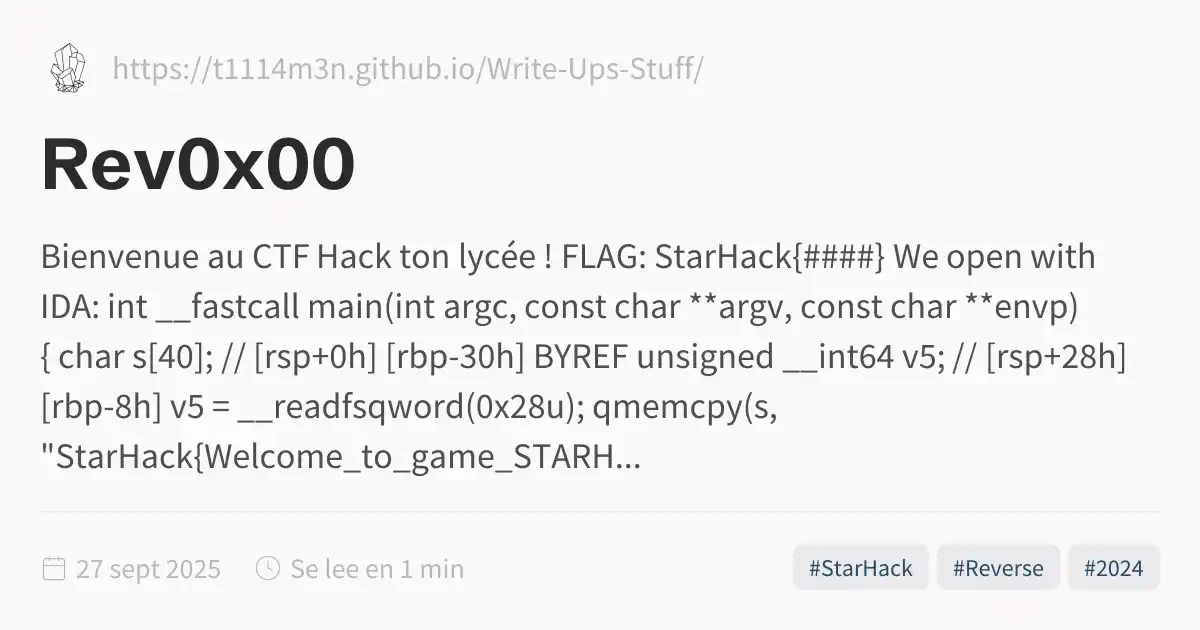 https://t1114m3n.github.io/Write-Ups-Stuff/
Rev0x00
Bienvenue au CTF Hack ton lycée ! FLAG: StarHack{####} We open with
IDA: int __fastcall main(int argc, const char **argv, const char **envp)
{ char s[40]; // [rsp+0h] [rbp-30h] BYREF unsigned __int64 v5; // [rsp+28h]
[rbp-8h] v5 = __readfsqword(0x28u); qmemcpy(s,
"StarHack{Welcome_to_game_STARH...
27 sept 2025 Se lee en 1 min #StarHack #Reverse #2024